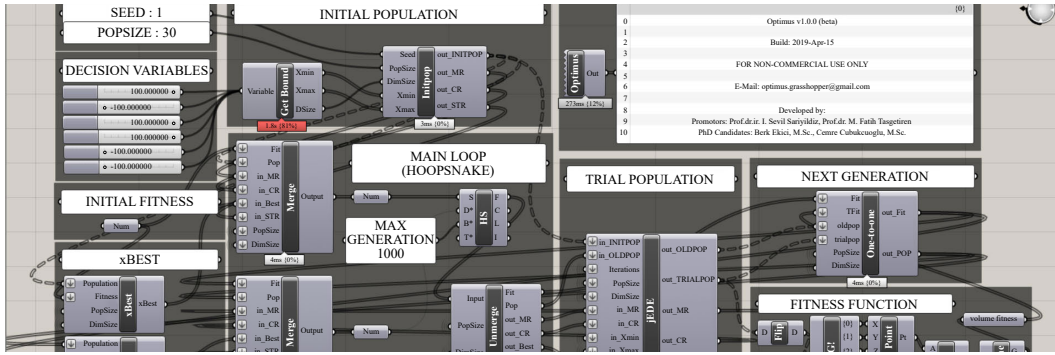 SEED : 1
POPSIZE : 30
INITIAL POPULATION
DECISION VARIABLES
100.000000
-100.000000
100.000000
100.000000
-100.000000
-100.000000
Variable
Get Bound
Xmin
Xmax
DSize
1.8s {81%}
Seed
PopSize
DimSize
Xmin
Xmax
Initpop
out_INITPOP
out_MR
out_CR
out_STR
3ms {0%}
Optimus
Out
273ms {12%}
{0}
0 Optimus v1.0.0 (beta)
1
2 Build: 2019-Apr-15
3
4 FOR NON-COMMERCIAL USE ONLY
5
6 E-Mail: optimus.grasshopper@gmail.com
7
8 Developed by:
9 Promotors: Prof.dr.ir. I. Sevil Sariyildiz, Prof.dr. M. Fatih Tasgetiren
10 PhD Candidates: Berk Ekici, M.Sc., Cemre Cubukcuoglu, M.Sc.
INITIAL FITNESS
Num
Fit
Pop
in_MR
in_CR
in_Best
in_STR
PopSize
DimSize
Merge
Output
4ms {0%}
MAIN LOOP
(HOOPSNAKE)
Num
MAX
GENERATION
1000
S
D*
B*
T*
HS
F
C
L
I
TRIAL POPULATION
in_INITPOP
in_OLDPOP
Iterations
PopSize
DimSize
in_MR
in_CR
in_Xmin
in_Xmax
jEDE
out_OLDPOP
out_TRIALPOP
out_MR
out_CR
NEXT GENERATION
Fit
TFit
oldpop
trialpop
PopSize
DimSize
One-to-one
out_Fit
out_POP
4ms {0%}
xBEST
Population
Fitness
PopSize
DimSize
xBest
xBest
Population
Fit
Pop
in_MR
in_CR
in_Best
in_STR
Merge
Output
Num
Input
PopSize
DimSize
Unmerge
Fit
Pop
out_MR
out_CR
out_Best
FITNESS FUNCTION
volume fitness
D
Flip
D
G!
{0}
{1}
X
Y
Point
Pt
A
G